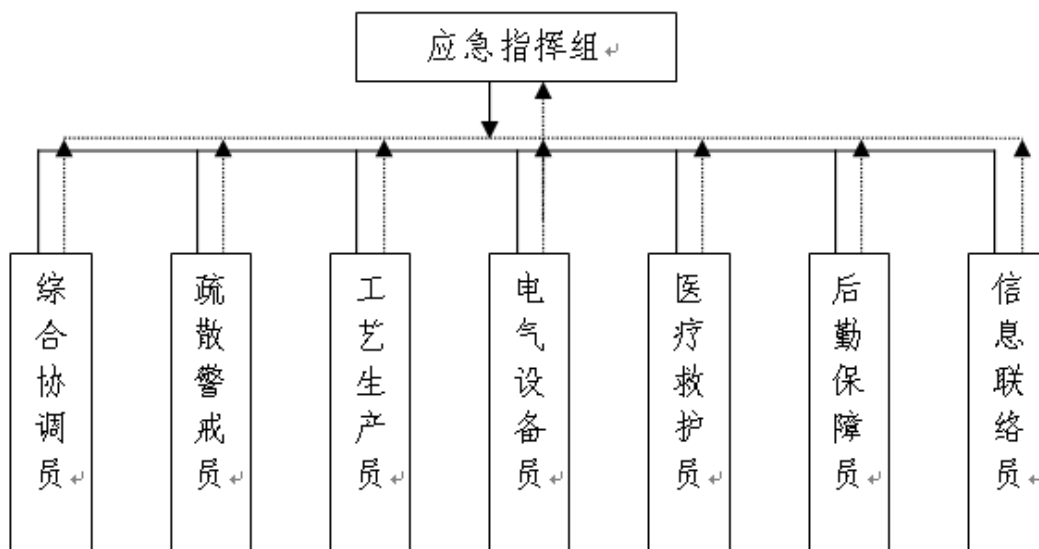 应急指挥组
综合协调员
疏散警戒员
工艺生产员
电气设备员
医疗救护员
后勤保障员
信息联络员